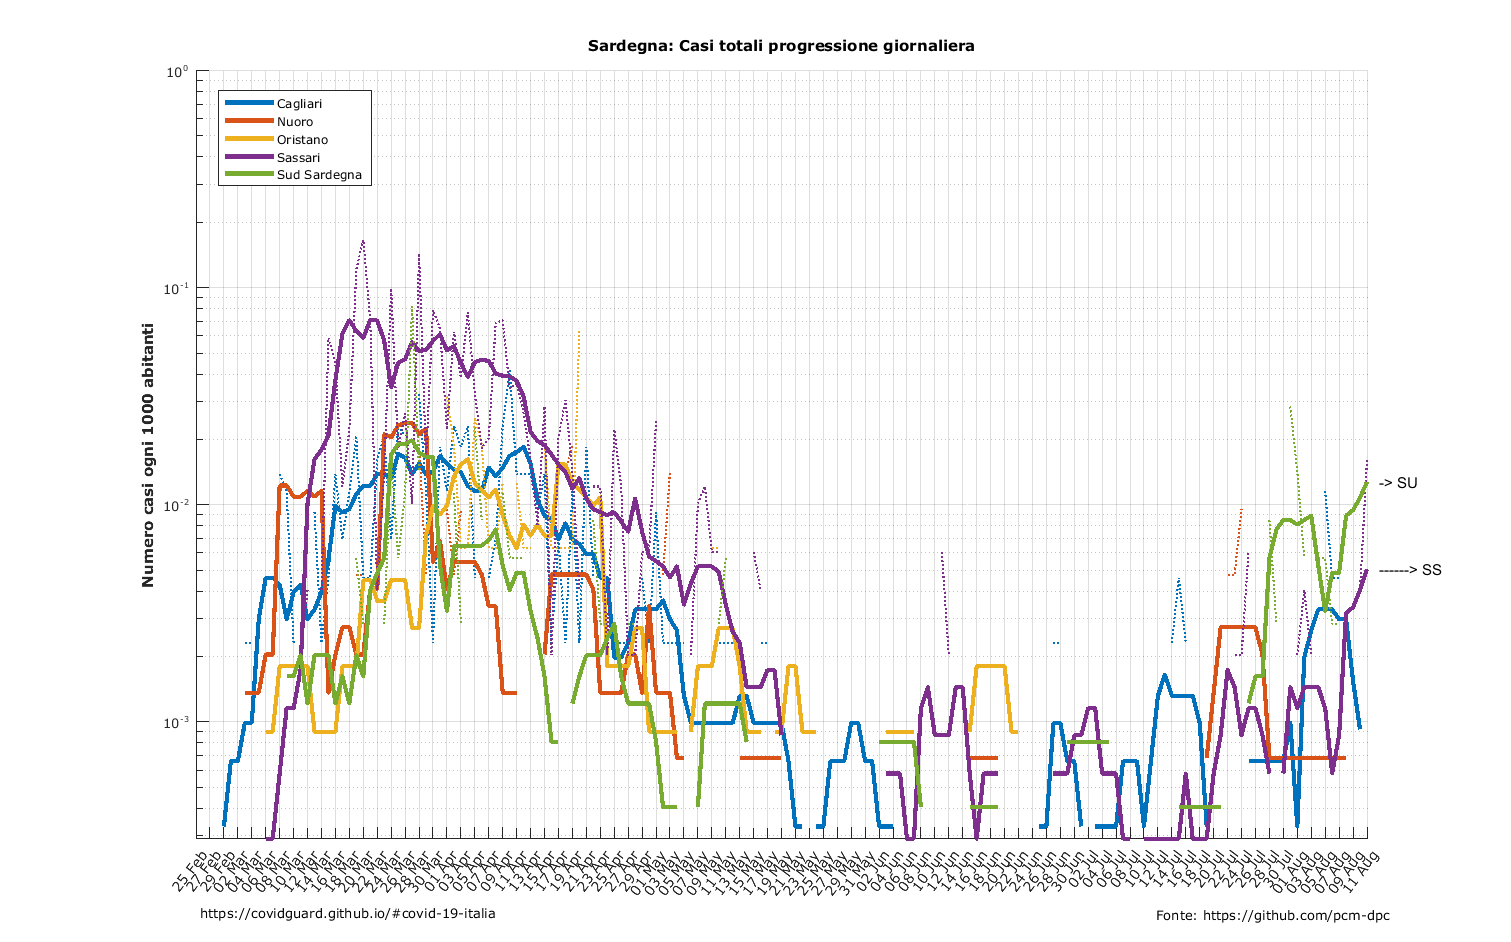 Sardegna: Casi totali progressione giornaliera
Numero casi ogni 1000 abitanti
10⁰
10⁻¹
10⁻²
10⁻³
Cagliari
Nuoro
Oristano
Sassari
Sud Sardegna
-> SU
------> SS
25 Feb
27 Feb
29 Feb
02 Mar
04 Mar
06 Mar
08 Mar
10 Mar
12 Mar
14 Mar
16 Mar
18 Mar
20 Mar
22 Mar
24 Mar
26 Mar
28 Mar
30 Mar
01 Apr
03 Apr
05 Apr
07 Apr
09 Apr
11 Apr
13 Apr
15 Apr
17 Apr
19 Apr
21 Apr
23 Apr
25 Apr
27 Apr
29 Apr
01 May
03 May
05 May
07 May
09 May
11 May
13 May
15 May
17 May
19 May
21 May
23 May
25 May
27 May
29 May
31 May
02 Jun
04 Jun
06 Jun
08 Jun
10 Jun
12 Jun
14 Jun
16 Jun
18 Jun
20 Jun
22 Jun
24 Jun
26 Jun
28 Jun
30 Jun
02 Jul
04 Jul
06 Jul
08 Jul
10 Jul
12 Jul
14 Jul
16 Jul
18 Jul
20 Jul
22 Jul
24 Jul
26 Jul
28 Jul
30 Jul
01 Aug
03 Aug
05 Aug
07 Aug
09 Aug
11 Aug
https://covidguard.github.io/#covid-19-italia
Fonte: https://github.com/pcm-dpc